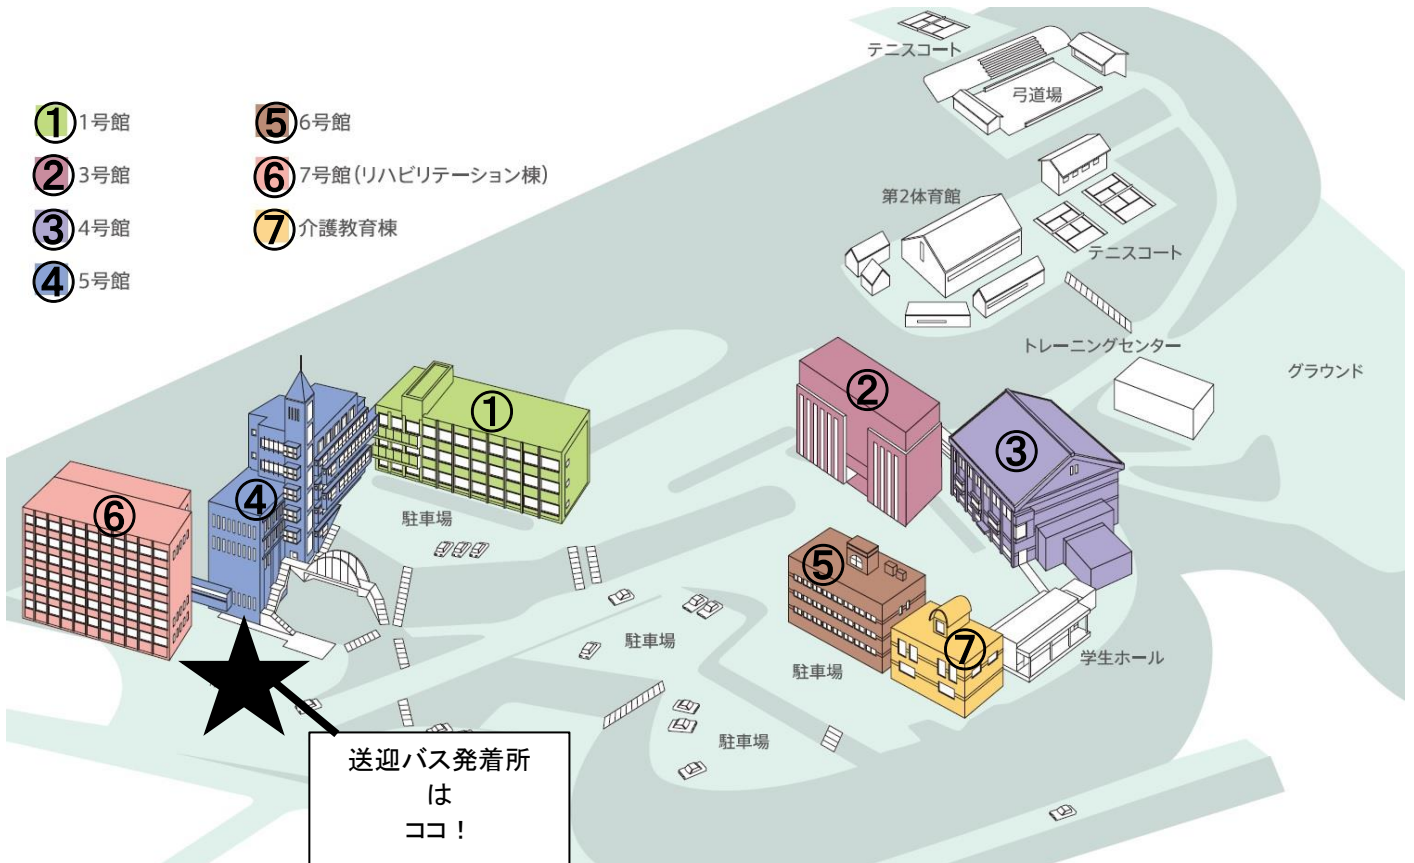 テニスコート
弓道場
① 1号館
⑤ 6号館
② 3号館
⑥ 7号館(リハビリテーション棟)
③ 4号館
⑦ 介護教育棟
④ 5号館
第2体育館
テニスコート
トレーニングセンター
グラウンド
①
②
③
④
⑥
駐車場
⑤
駐車場
⑦
学生ホール
駐車場
駐車場
送迎バス発着所
は
ココ！